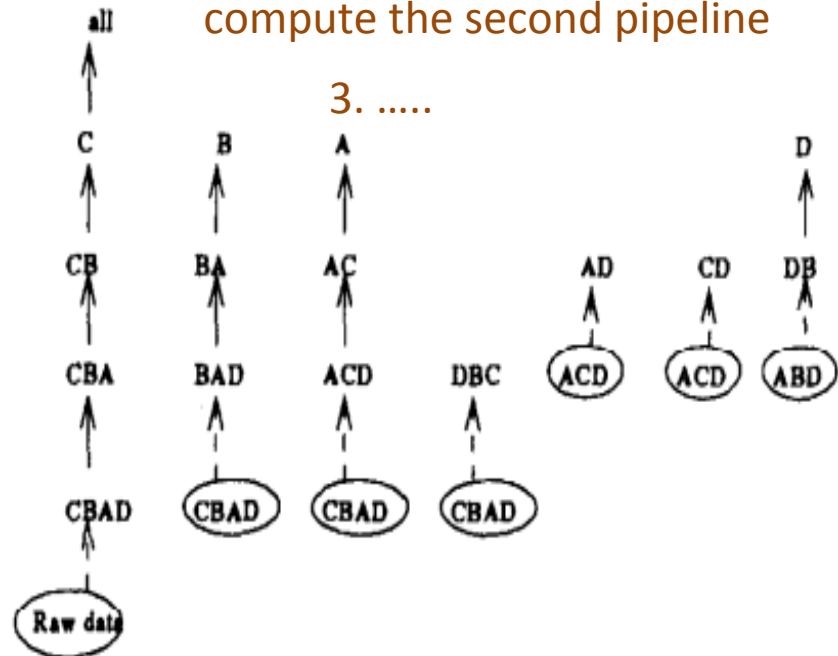 compute the second pipeline
all
3. .....
C B A D
CB BA AC AD CD DB
CBA BAD ACD DBC ACD ACD ABD
CBAD CBAD CBAD CBAD
Raw data